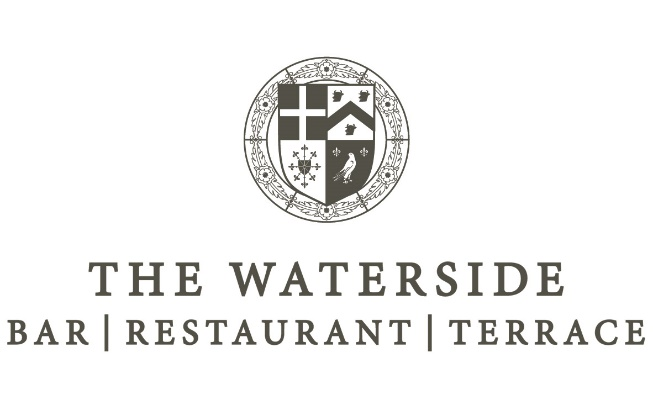 THE WATERSIDE
BAR | RESTAURANT | TERRACE